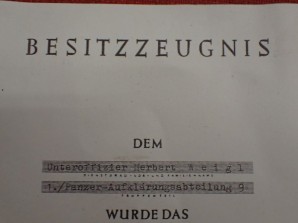 BESITZZEUGNIS
DEM
Unteroffizier Herbert W e i g l
1./Panzer-Aufklärungsabteilung 9
WURDE DAS